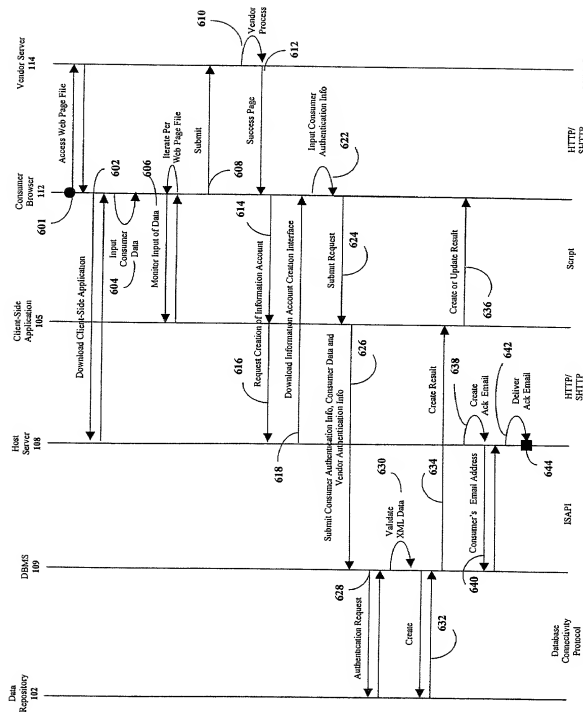 Data
Repository
102
DBMS
109
Host
Server
108
Client-Side
Application
105
Consumer
Browser
112
Vendor Server
114
601
Access Web Page File
602
Download Client-Side Application
Input
Consumer
Data
604
606
Monitor Input of Data
Iterate Per
Web Page File
Submit
608
610
Vendor
Process
612
Success Page
614
Request Creation of Information Account
616
Download Information Account Creation Interface
618
Input Consumer
Authentication Info
622
Submit Request
624
626
Submit Consumer Authentication Info, Consumer Data and
Vendor Authentication Info
628
Authentication Request
630
Validate
XML Data
Create
632
634
Create Result
Create or Update Result
636
638
Create
Ack Email
Consumer's Email Address
640
642
Deliver
Ack Email
644
Database
Connectivity
Protocol
ISAPI
HTTP/
SHTTP
Script
HTTP/
SHTTP